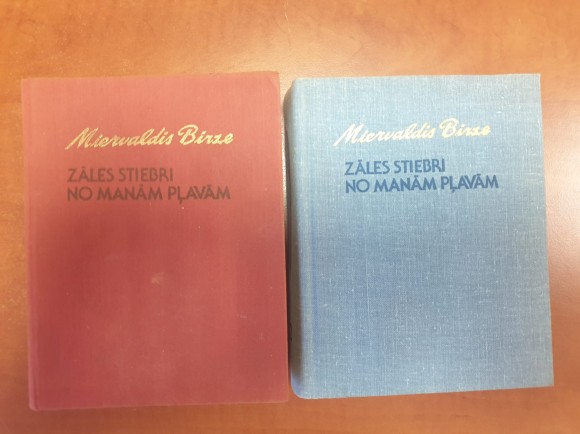 Miervaldis Birze
ZĀLES STIEBRI
NO MANĀM PĻAVĀM
Miervaldis Birze
ZĀLES STIEBRI
NO MANĀM PĻAVĀM